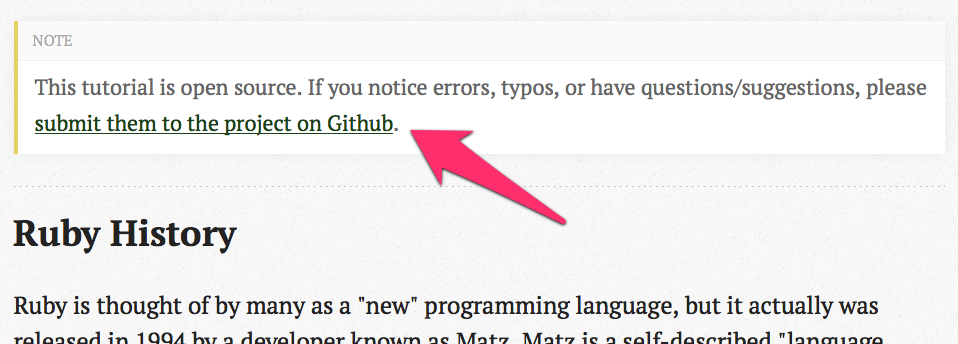 NOTE
This tutorial is open source. If you notice errors, typos, or have questions/suggestions, please
submit them to the project on Github.
Ruby History
Ruby is thought of by many as a "new" programming language, but it actually was
released in 1994 by a developer known as Matz. Matz is a self-described "language